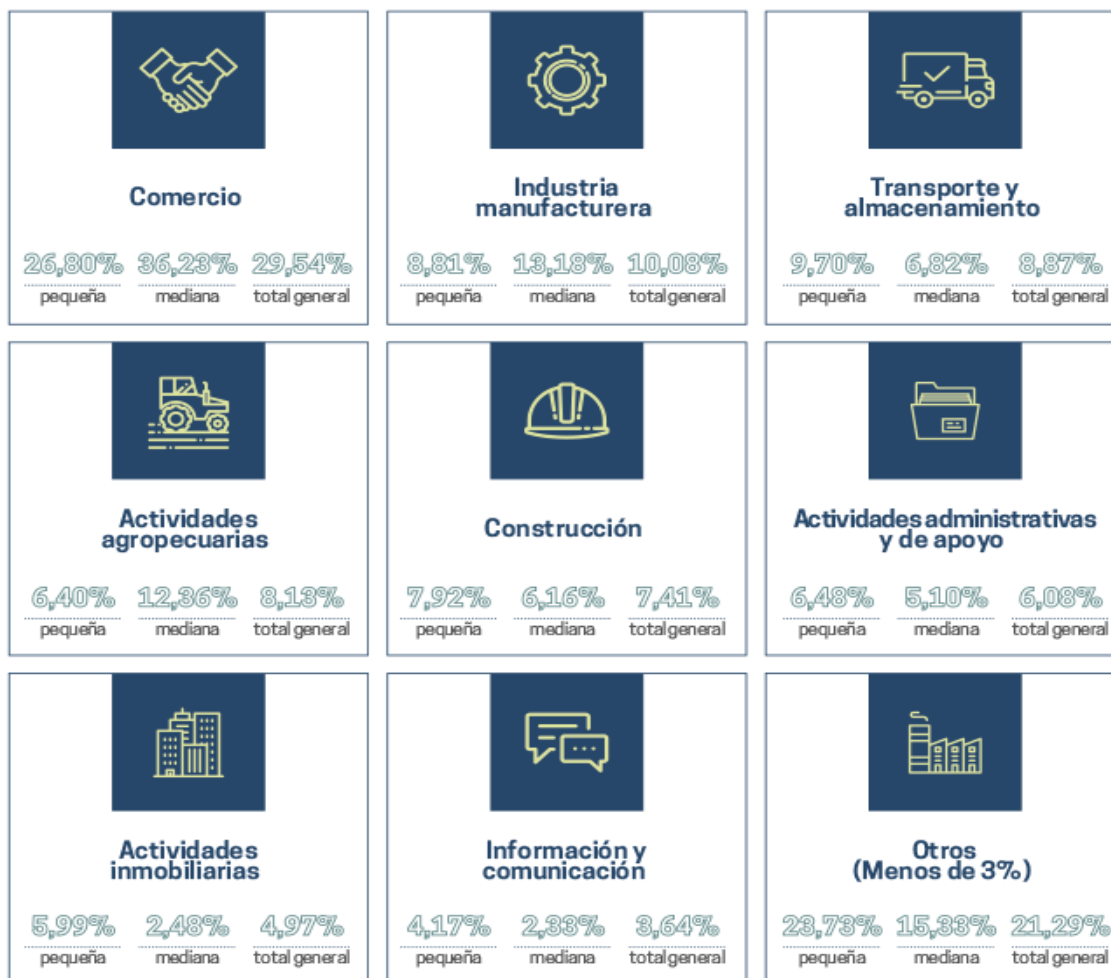 Comercio
26,80% 36,23% 29,54%
pequeña mediana total general
Industria
manufacturera
8,81% 13,18% 10,08%
pequeña mediana total general
Transporte y
almacenamiento
9,70% 6,82% 8,87%
pequeña mediana total general
Actividades
agropecuarias
6,40% 12,36% 8,13%
pequeña mediana total general
Construcción
7,92% 6,16% 7,41%
pequeña mediana total general
Actividades administrativas
y de apoyo
6,48% 5,10% 6,08%
pequeña mediana total general
Actividades
inmobiliarias
5,99% 2,48% 4,97%
pequeña mediana total general
Información y
comunicación
4,17% 2,33% 3,64%
pequeña mediana total general
Otros
(Menos de 3%)
23,73% 15,33% 21,29%
pequeña mediana total general